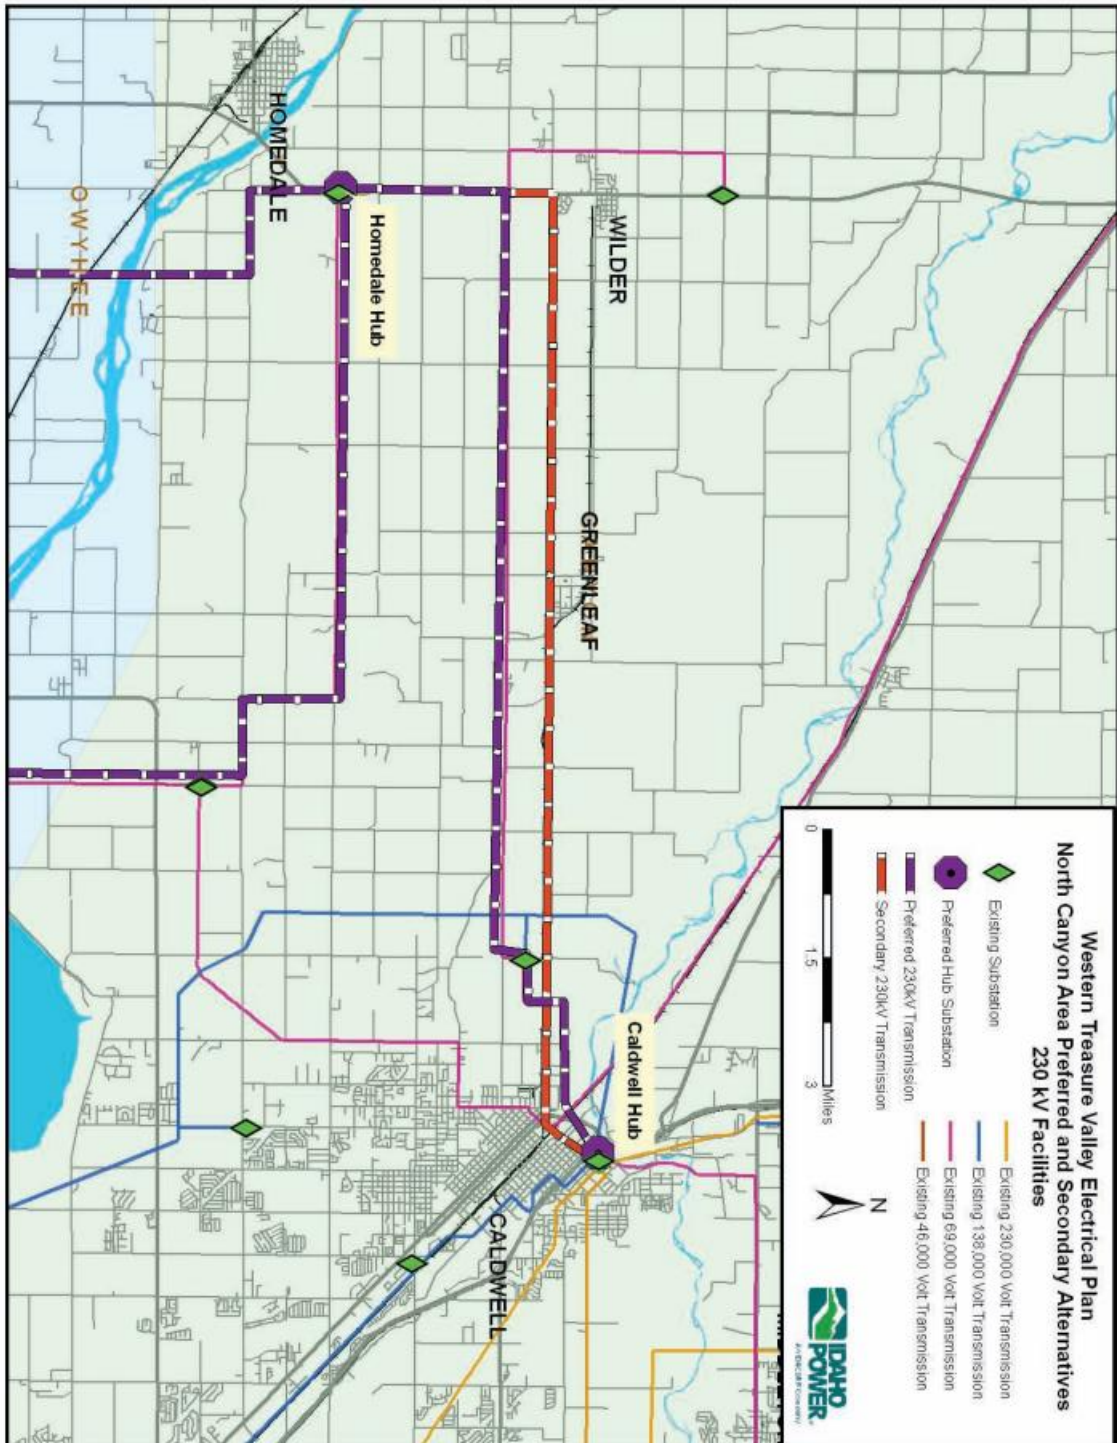 Western Treasure Valley Electrical Plan
North Canyon Area Preferred and Secondary Alternatives
230 kV Facilities
Existing Substation
Preferred Hub Substation
Preferred 230kV Transmission
Secondary 230kV Transmission
Existing 230,000 Volt Transmission
Existing 138,000 Volt Transmission
Existing 69,000 Volt Transmission
Existing 46,000 Volt Transmission
0 1.5 3
Miles
N
IDAHO
POWER
An IDACORP Company
WILDER
GREENLEAF
HOMEDALE
Homedale Hub
OWYHEE
Caldwell Hub
CALDWELL